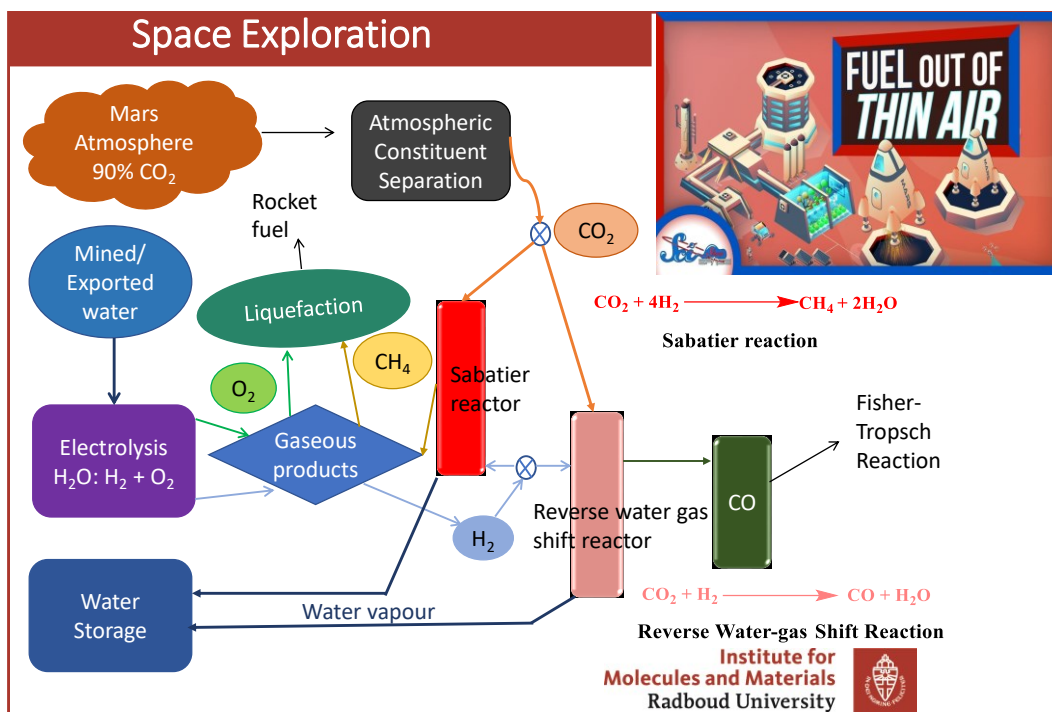 Space Exploration
FUEL OUT OF
THIN AIR
Mars
Atmosphere
90% CO₂
Atmospheric
Constituent
Separation
CO₂
Rocket
fuel
Mined/
Exported
water
Liquefaction
O₂
CH₄
Sabatier
reactor
CO₂ + 4H₂ CH₄ + 2H₂O
Sabatier reaction
Electrolysis
H₂O: H₂ + O₂
Gaseous
products
H₂
Reverse water gas
shift reactor
CO
Fisher-
Tropsch
Reaction
Water
Storage
Water vapour
CO₂ + H₂ CO + H₂O
Reverse Water-gas Shift Reaction
Institute for
Molecules and Materials
Radboud University